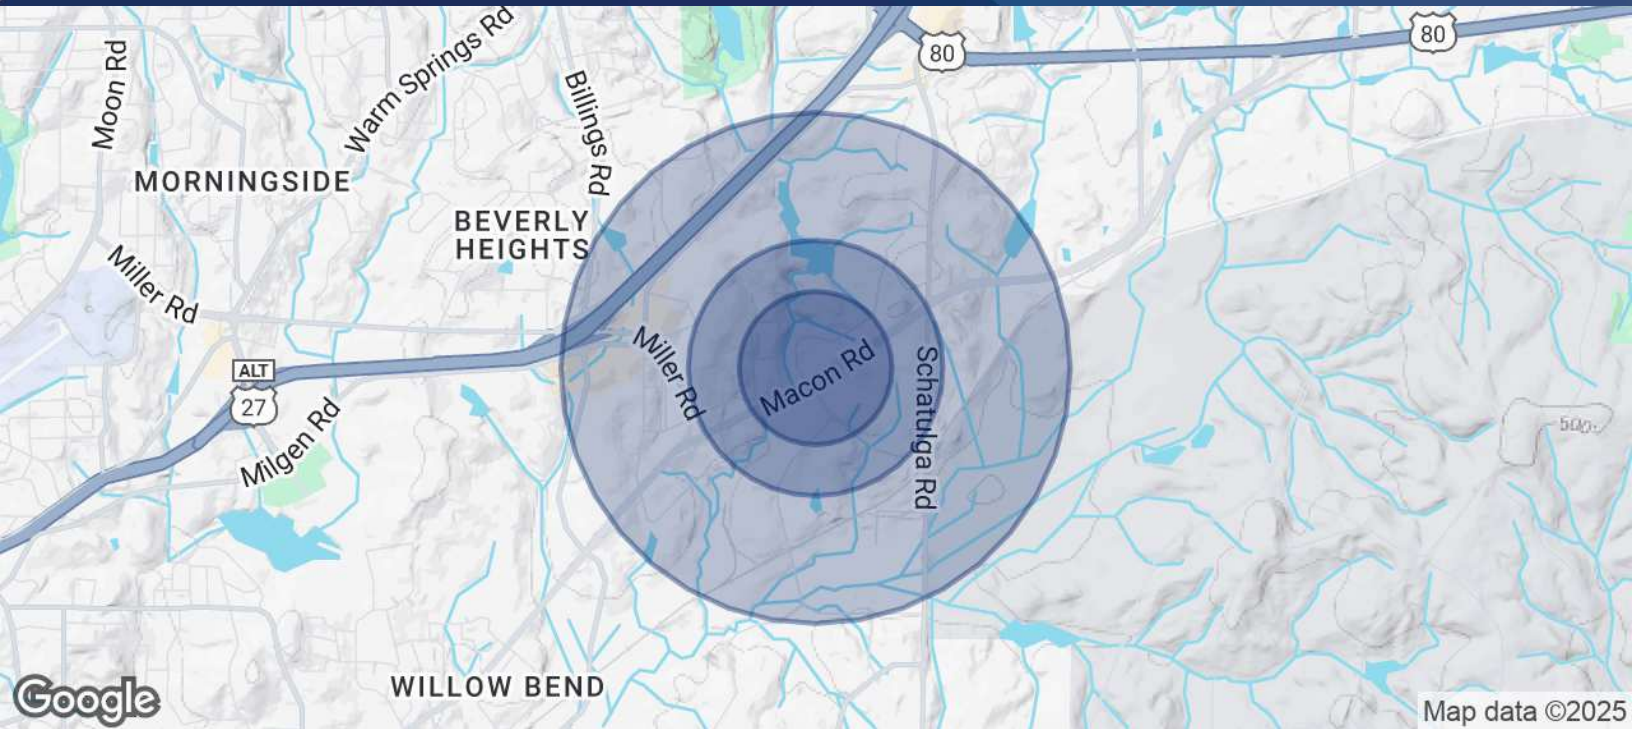 Moon Rd
Warm Springs Rd
80
80
Billings Rd
MORNINGSIDE
BEVERLY
HEIGHTS
Miller Rd
Miller Rd
Macon Rd
Schatulga Rd
ALT
27
Milgen Rd
500
WILLOW BEND
Google
Map data ©2025